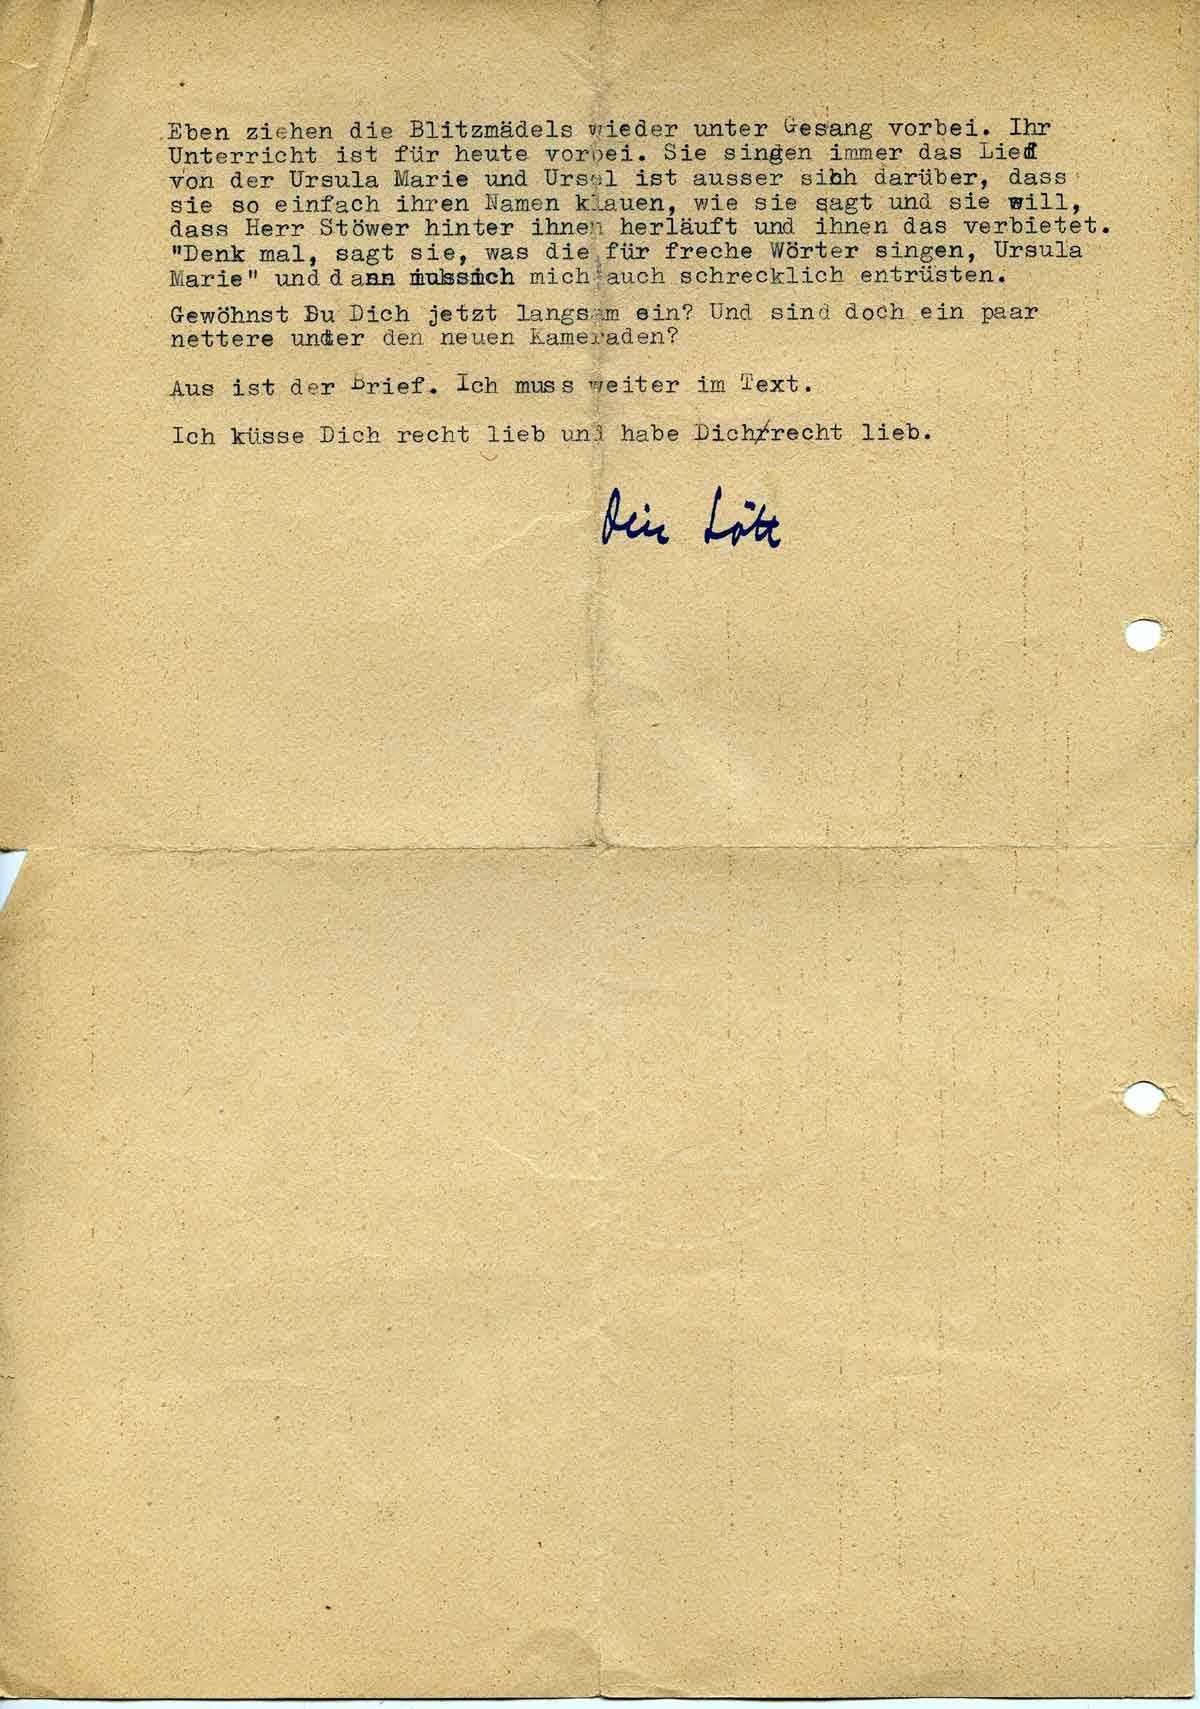 Eben ziehen die Blitzmädels wieder unter Gesang vorbei. Ihr
Unterricht ist für heute vorbei. Sie singen immer das Lied
von der Ursula Marie und Ursel ist ausser sich darüber, dass
sie so einfach ihren Namen klauen, wie sie sagt und sie will,
dass Herr Stöwer hinter ihnen herläuft und ihnen das verbietet.
"Denk mal, sagt sie, was die für freche Wörter singen, Ursula
Marie" und dann mich auch schrecklich entrüsten.
Gewöhnst Du Dich jetzt langsam ein? Und sind doch ein paar
nettere unter den neuen Kameraden?
Aus ist der Brief. Ich muss weiter im Text.
Ich küsse Dich recht lieb und habe Dich recht lieb.
Dein Lött